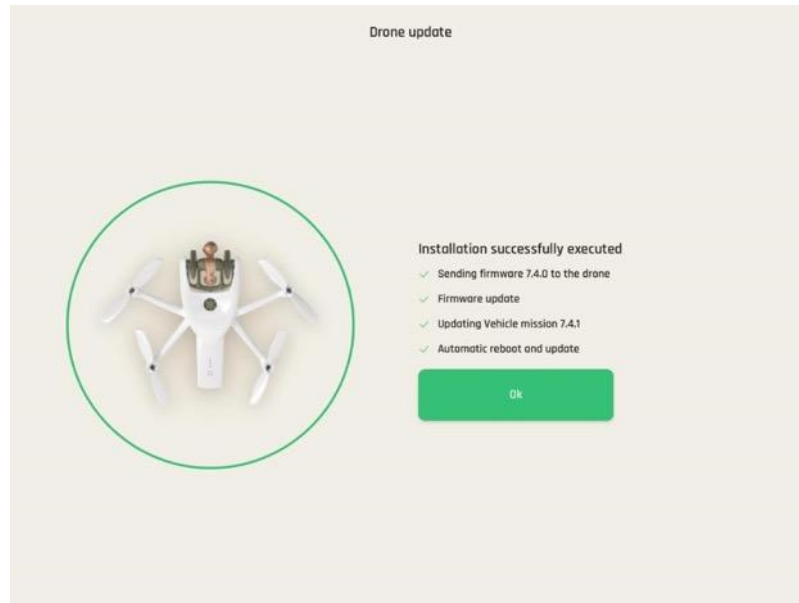 Drone update
Installation successfully executed
Sending firmware 7.4.0 to the drone
Firmware update
Updating Vehicle mission 7.4.1
Automatic reboot and update
Ok